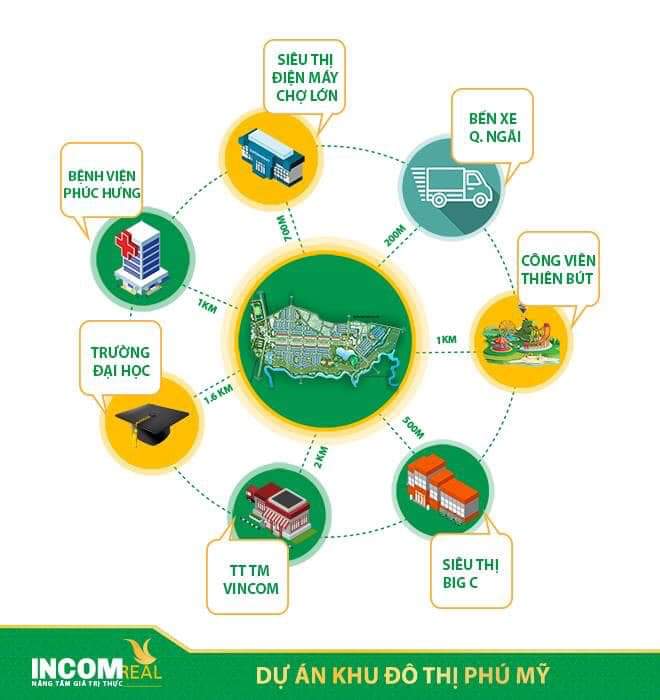 SIÊU THỊ
ĐIỆN MÁY
CHỢ LỚN
BẾN XE
Q. NGÃI
BỆNH VIỆN
PHÚC HƯNG
700M
200M
CÔNG VIÊN
THIÊN BÚT
1KM
1KM
TRƯỜNG
ĐẠI HỌC
1.6 KM
500M
2 KM
TT TM
VINCOM
SIÊU THỊ
BIG C
INCOM REAL
NÂNG TẦM GIÁ TRỊ THỰC
DỰ ÁN KHU ĐÔ THỊ PHÚ MỸ